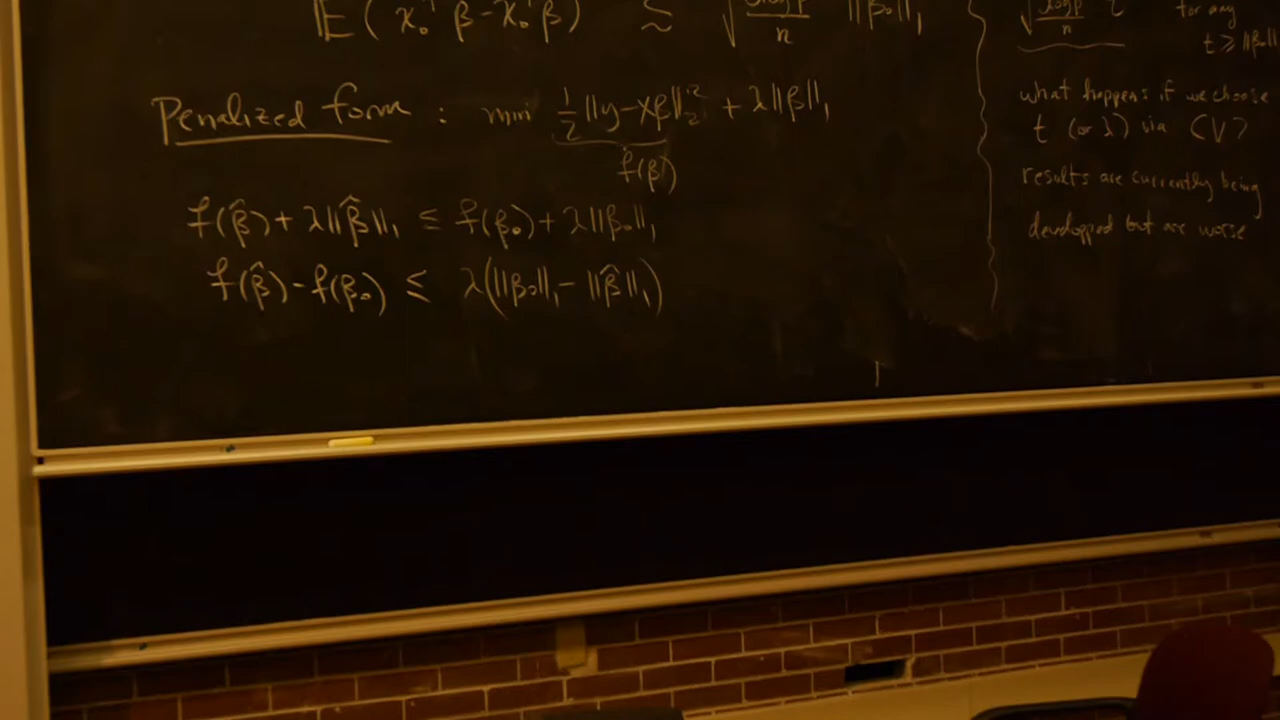 𝔼(x₀ᵀβ̂ - x₀ᵀβ) ≲ √(log p / n) ‖β₀‖₁
Penalized form : min ½‖y-Xβ‖₂² + λ‖β‖₁
f(β)
f(β̂) + λ‖β̂‖₁ ≤ f(β₀) + λ‖β₀‖₁
f(β̂) - f(β₀) ≤ λ(‖β₀‖₁ - ‖β̂‖₁)
for any
t ≥ ‖β₀‖
what happens if we choose
t (or λ) via CV?
results are currently being
developped but are worse